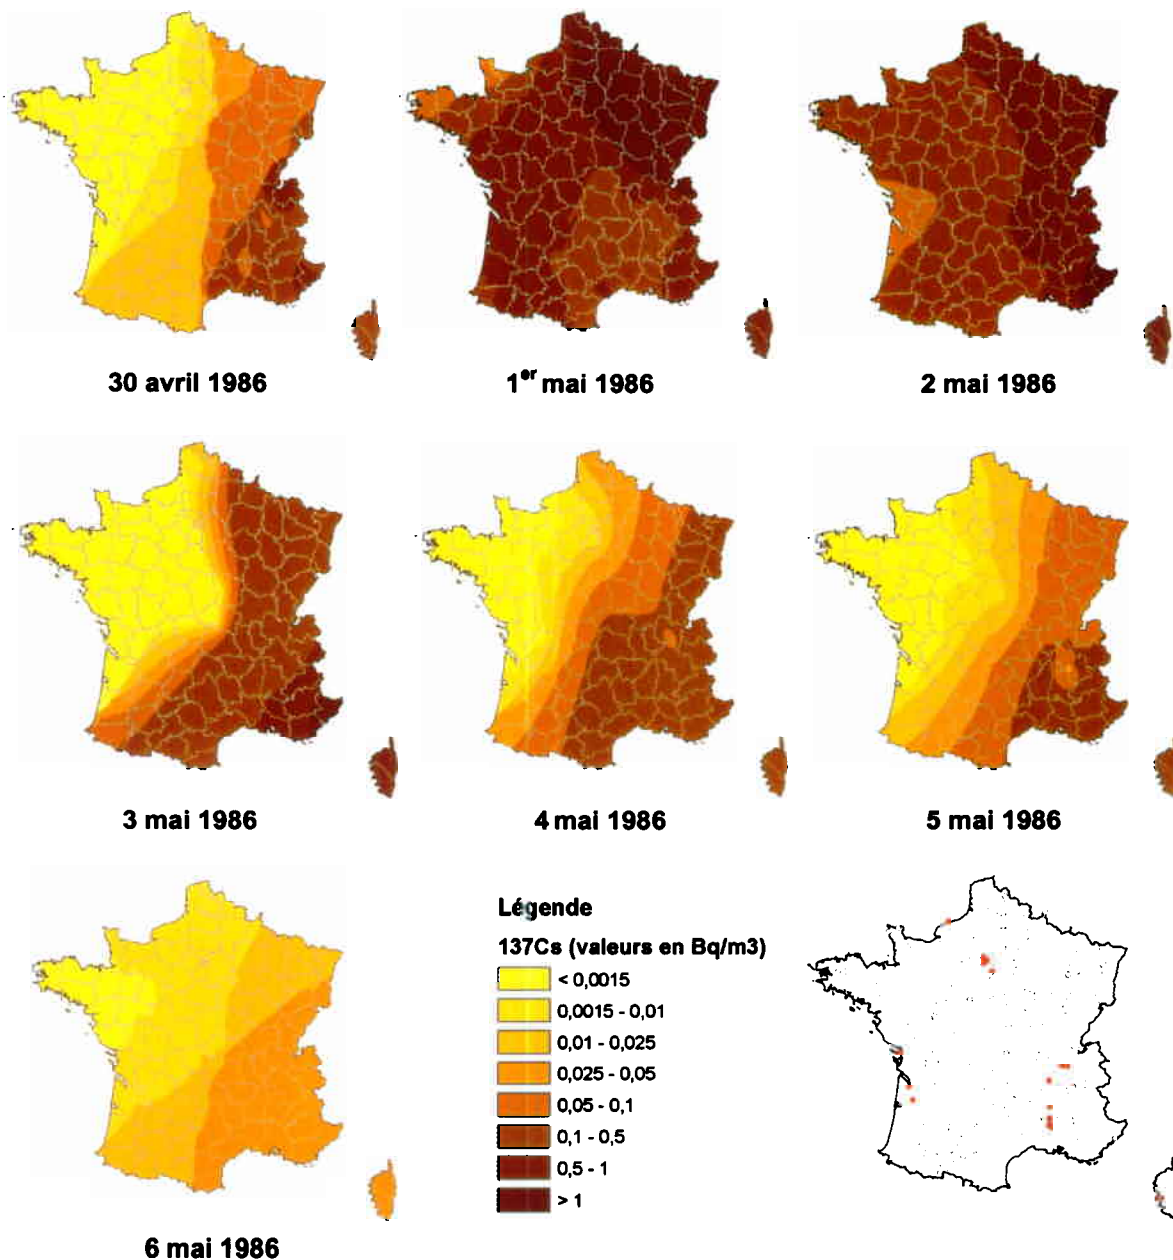 30 avril 1986
1er mai 1986
2 mai 1986
3 mai 1986
4 mai 1986
5 mai 1986
6 mai 1986
Légende
137Cs (valeurs en Bq/m3)
< 0,0015
0,0015 - 0,01
0,01 - 0,025
0,025 - 0,05
0,05 - 0,1
0,1 - 0,5
0,5 - 1
> 1